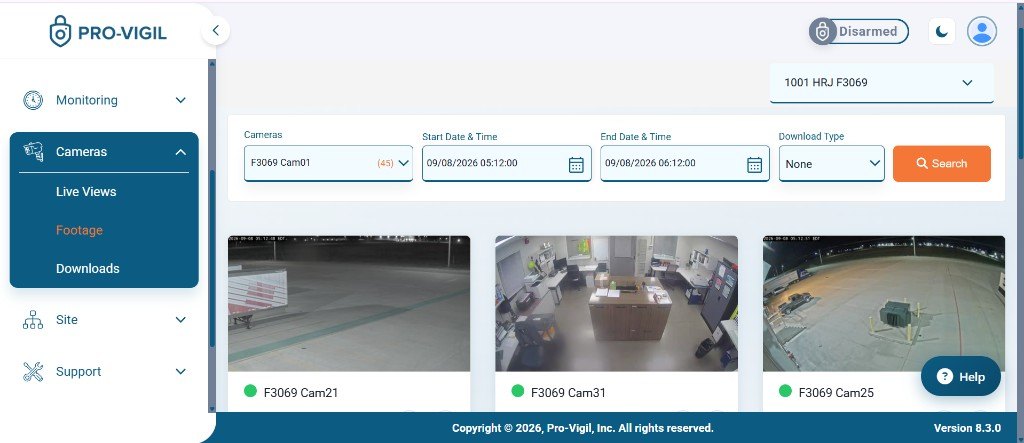 PRO-VIGIL
Disarmed
Monitoring
Cameras
Live Views
Footage
Downloads
Site
Support
1001 HRJ F3069
Cameras
F3069 Cam01 (45)
Start Date & Time
09/08/2026 05:12:00
End Date & Time
09/08/2026 06:12:00
Download Type
None
Search
F3069 Cam21
F3069 Cam31
F3069 Cam25
Help
Copyright © 2026, Pro-Vigil, Inc. All rights reserved.
Version 8.3.0